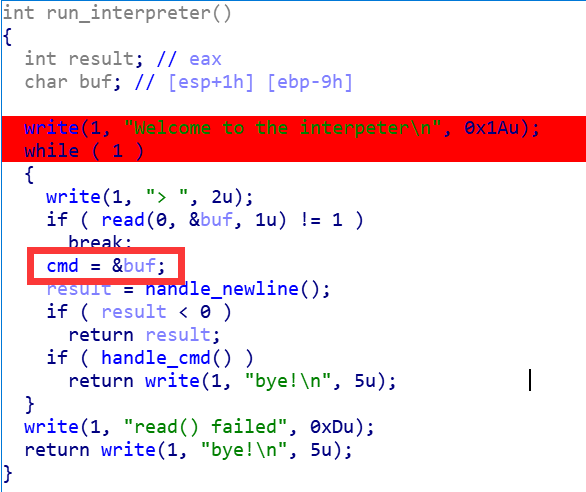 int run_interpreter()
{
int result; // eax
char buf; // [esp+1h] [ebp-9h]
write(1, "Welcome to the interpeter\n", 0x1Au);
while ( 1 )
{
write(1, "> ", 2u);
if ( read(0, &buf, 1u) != 1 )
break;
cmd = &buf;
result = handle_newline();
if ( result < 0 )
return result;
if ( handle_cmd() )
return write(1, "bye!\n", 5u);
}
write(1, "read() failed", 0xDu);
return write(1, "bye!\n", 5u);
}